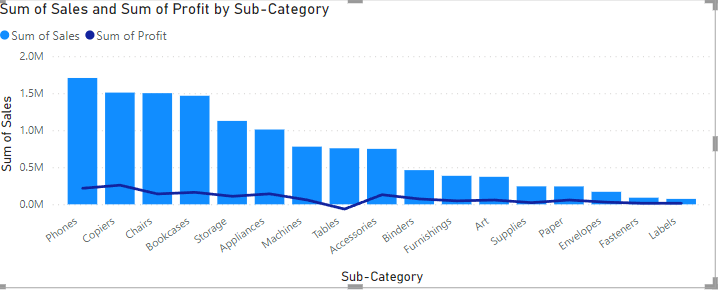 Sum of Sales and Sum of Profit by Sub-Category
Sum of Sales Sum of Profit
2.0M
1.5M
1.0M
0.5M
0.0M
Sum of Sales
Phones
Copiers
Chairs
Bookcases
Storage
Appliances
Machines
Tables
Accessories
Binders
Furnishings
Art
Supplies
Paper
Envelopes
Fasteners
Labels
Sub-Category